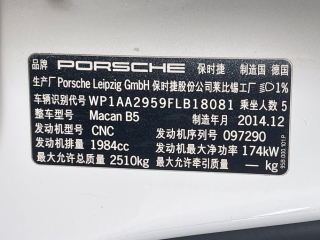 品牌 PORSCHE 保时捷 制造国 德国
生产厂 Porsche Leipzig GmbH 保时捷股份公司莱比锡工厂 1%
车辆识别代号 WP1AA2959FLB18081 乘坐人数 5
整车型号 Macan B5 制造年月 2014.12
发动机型号 CNC 发动机序列号 097290
发动机排量 1984cc 发动机最大净功率 174kW
最大允许总质量 2510kg 最大允许牵引质量 — kg